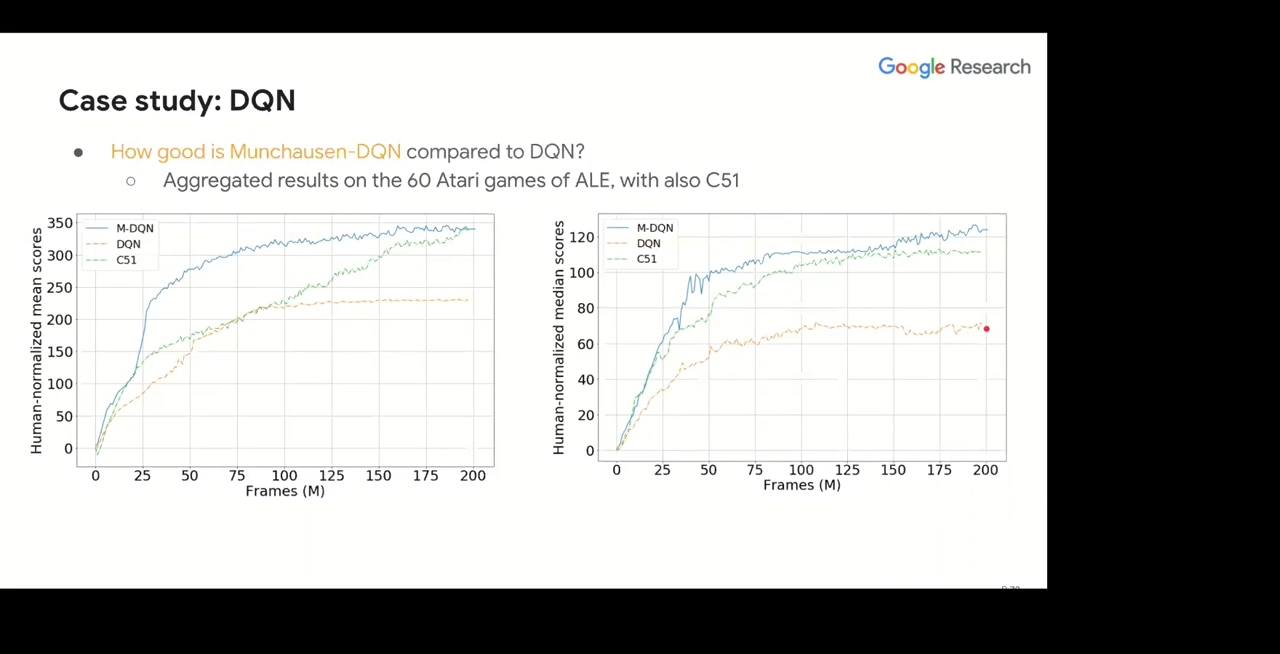 Google Research
Case study: DQN
● How good is Munchausen-DQN compared to DQN?
○ Aggregated results on the 60 Atari games of ALE, with also C51
Human-normalized mean scores
350
300
250
200
150
100
50
0
M-DQN
DQN
C51
0 25 50 75 100 125 150 175 200
Frames (M)
Human-normalized median scores
120
100
80
60
40
20
0
M-DQN
DQN
C51
0 25 50 75 100 125 150 175 200
Frames (M)